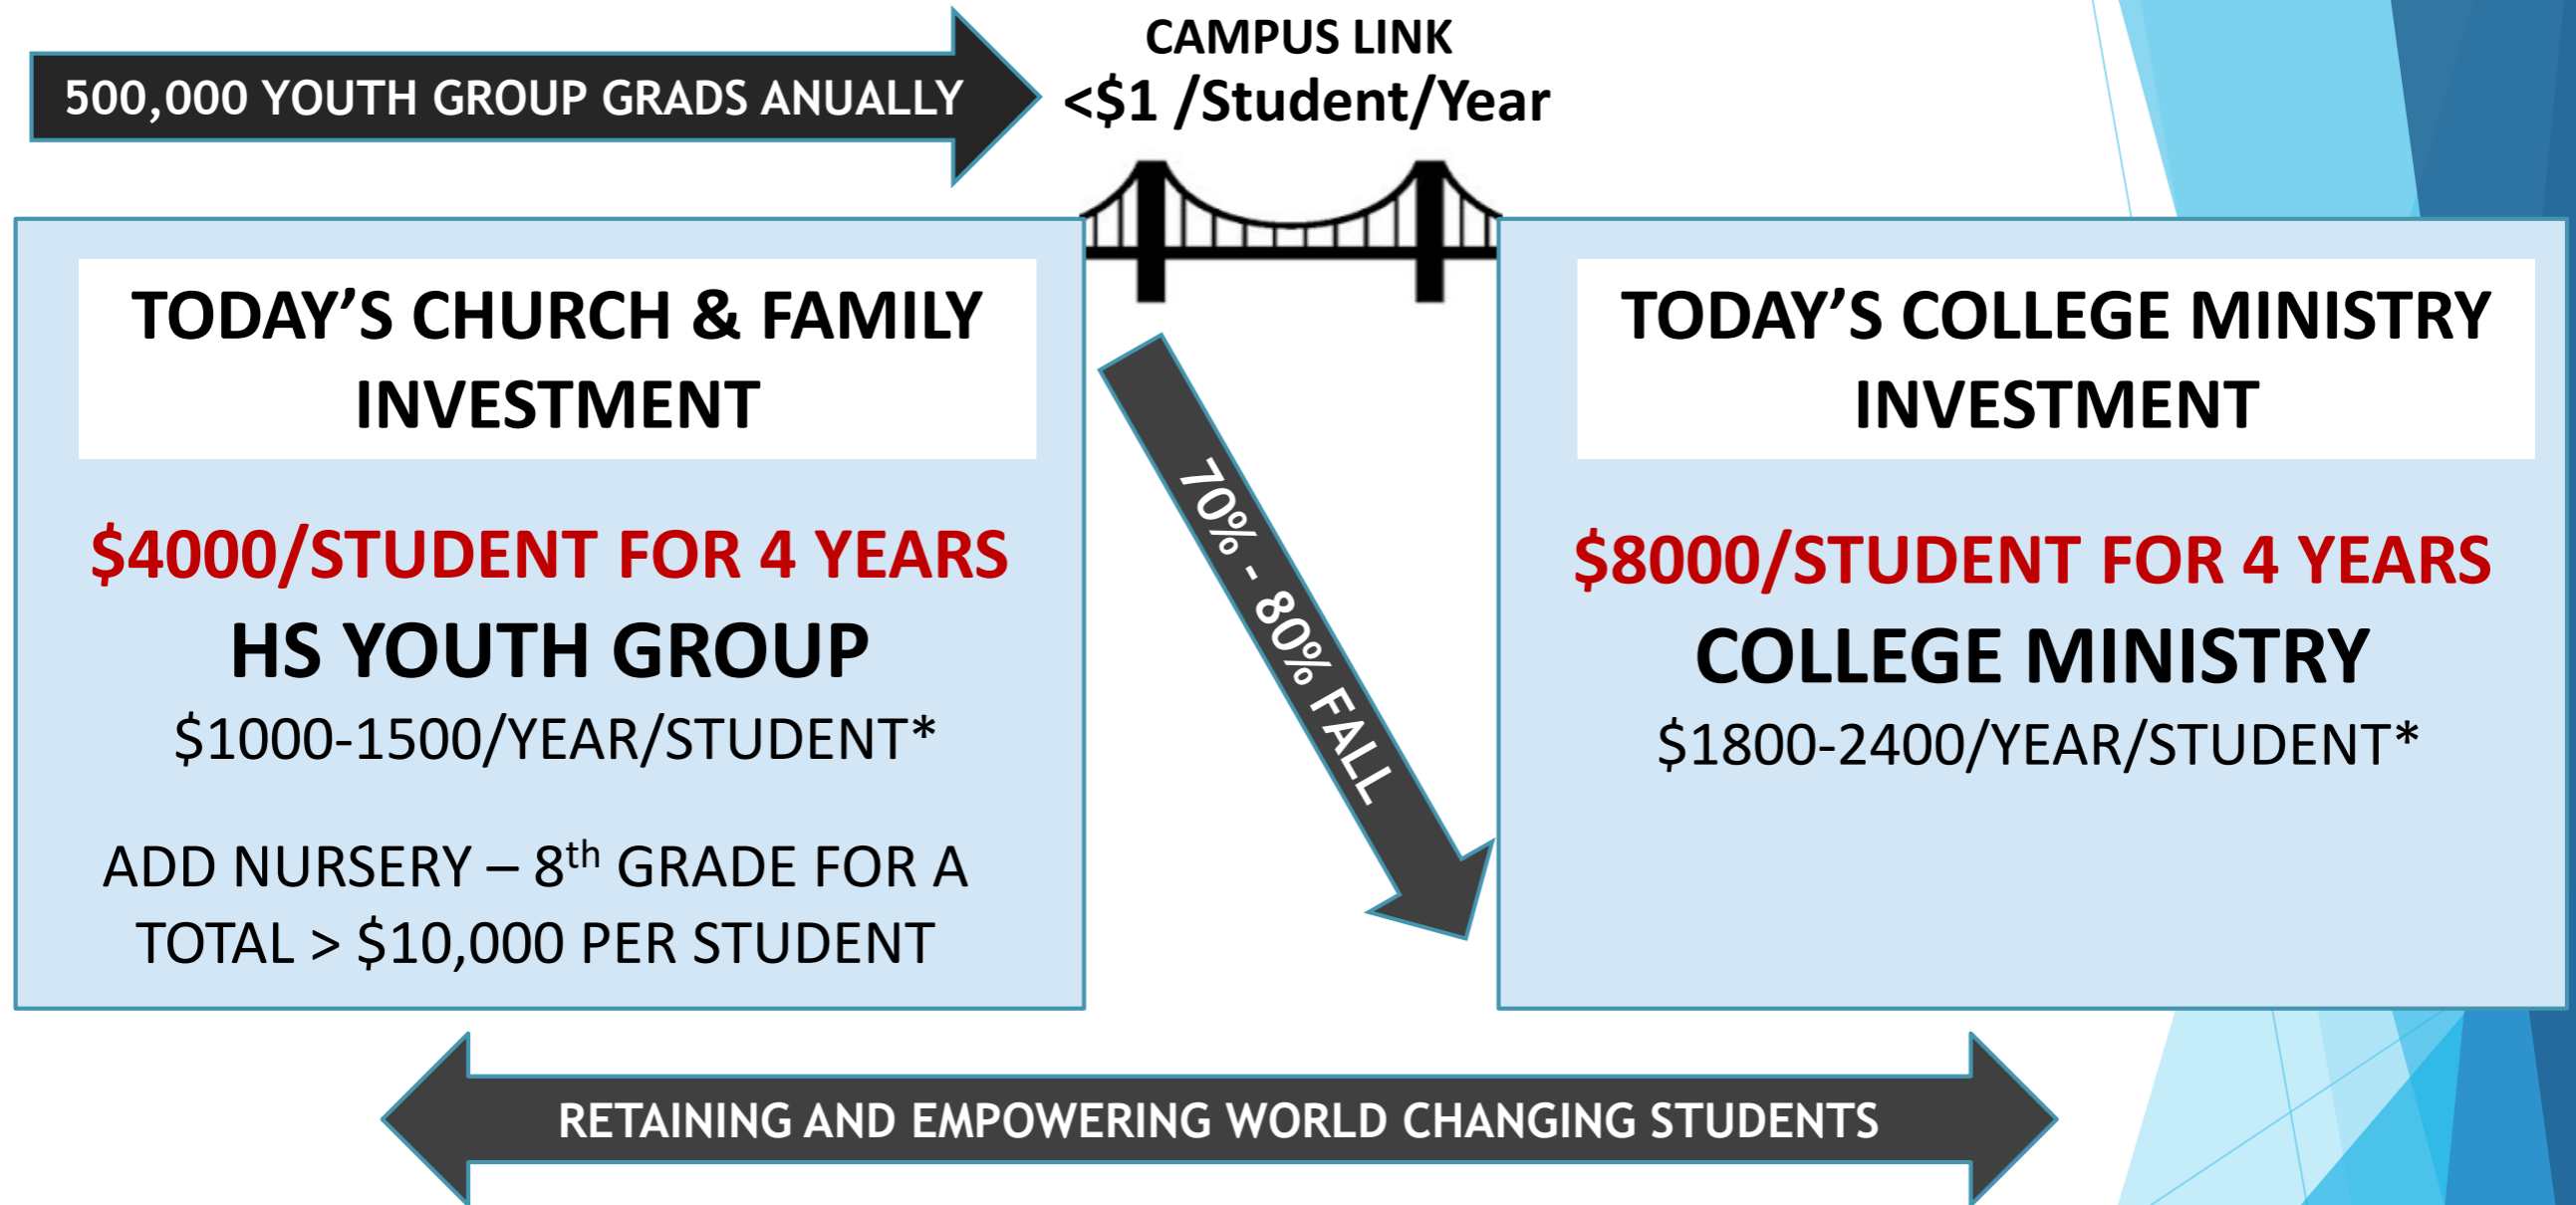 500,000 YOUTH GROUP GRADS ANUALLY
CAMPUS LINK
<$1 /Student/Year
TODAY’S CHURCH & FAMILY
INVESTMENT
$4000/STUDENT FOR 4 YEARS
HS YOUTH GROUP
$1000-1500/YEAR/STUDENT*
ADD NURSERY – 8th GRADE FOR A
TOTAL > $10,000 PER STUDENT
70% - 80% FALL
TODAY’S COLLEGE MINISTRY
INVESTMENT
$8000/STUDENT FOR 4 YEARS
COLLEGE MINISTRY
$1800-2400/YEAR/STUDENT*
RETAINING AND EMPOWERING WORLD CHANGING STUDENTS